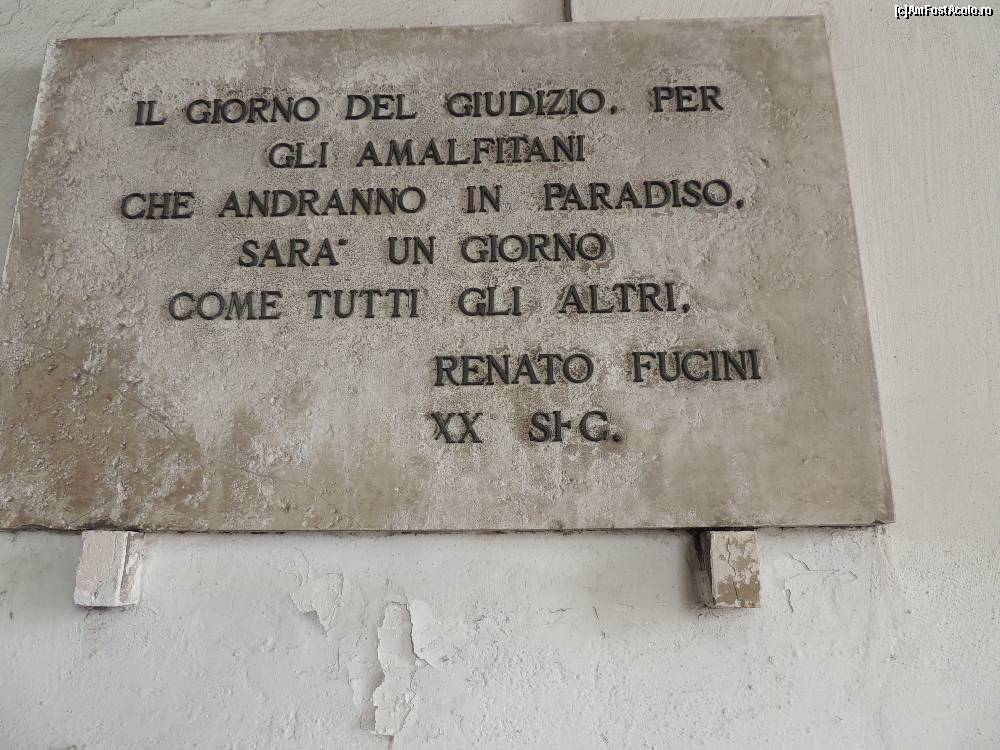 [c]AmFostAcolo.ro
IL GIORNO DEL GIUDIZIO, PER
GLI AMALFITANI
CHE ANDRANNO IN PARADISO,
SARA' UN GIORNO
COME TUTTI GLI ALTRI.
RENATO FUCINI
XX